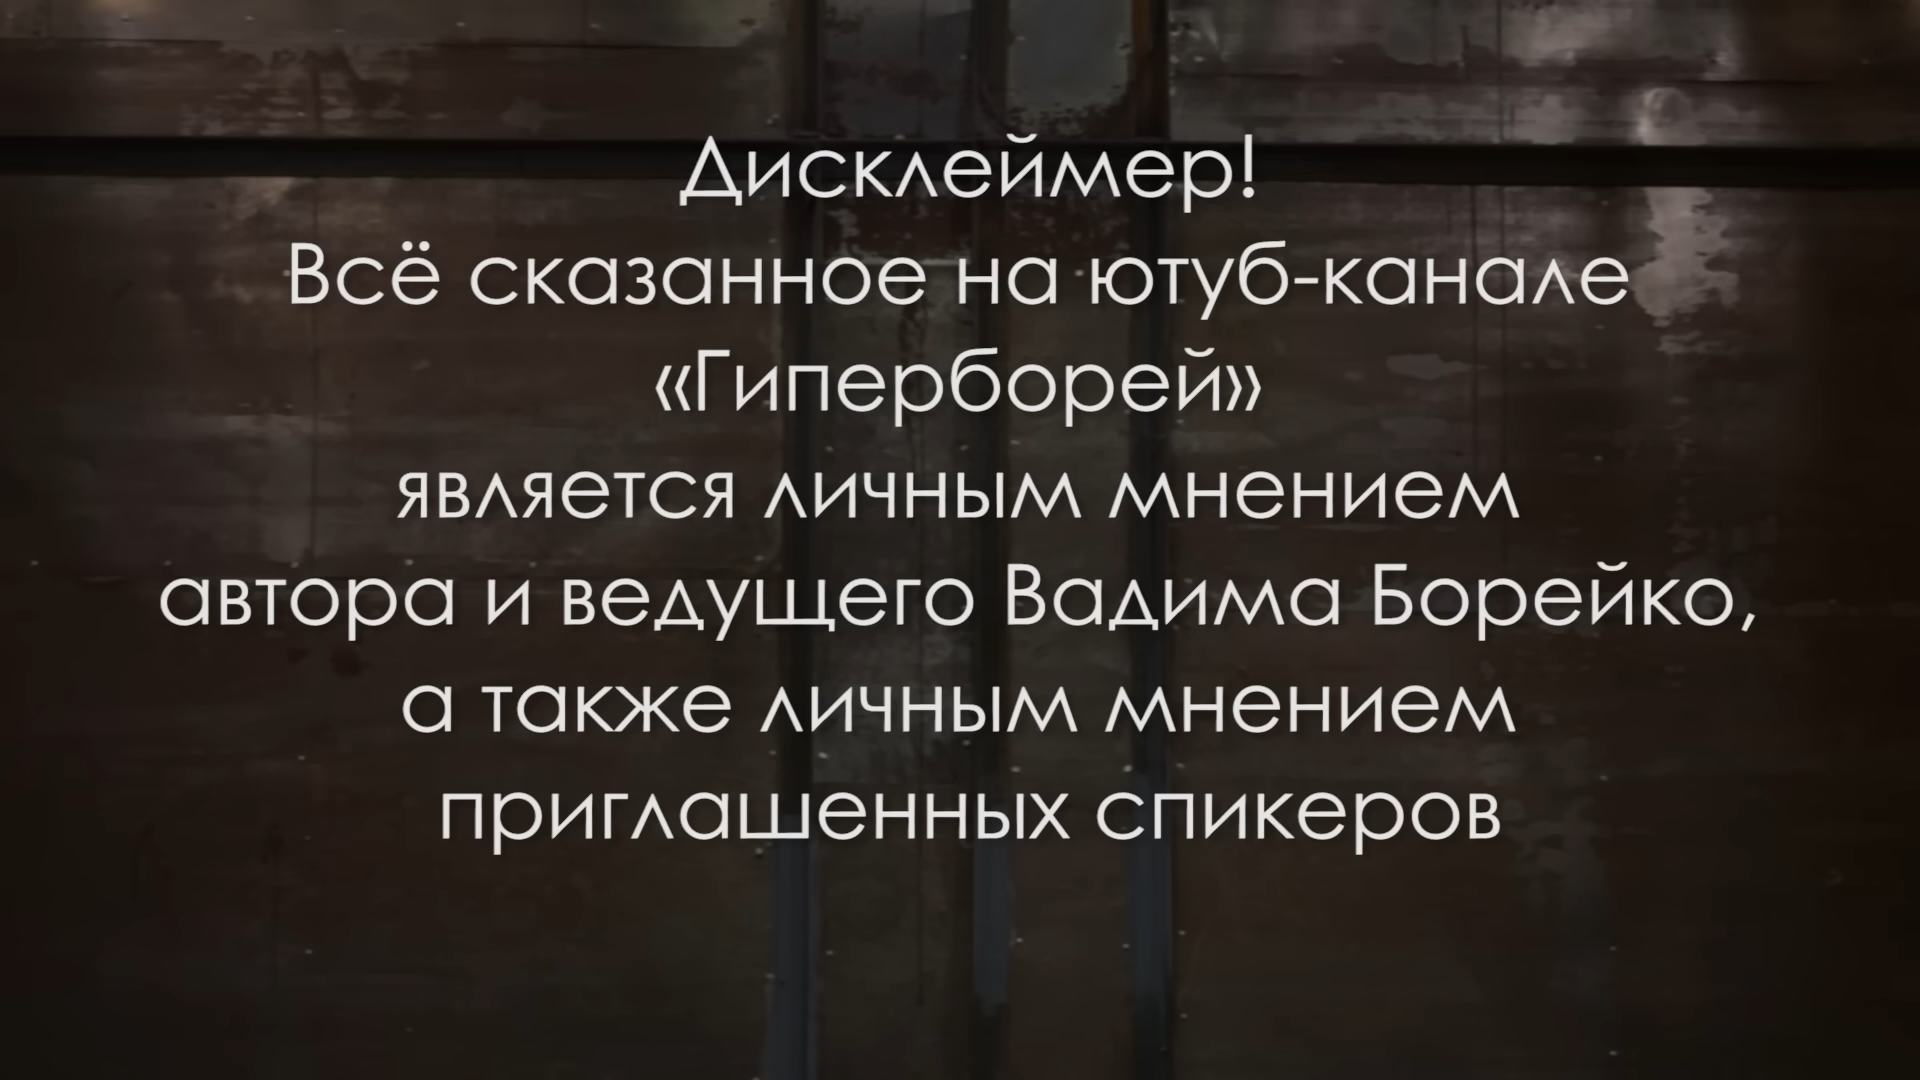 Дисклеймер!
Всё сказанное на ютуб-канале
«Гиперборей»
является личным мнением
автора и ведущего Вадима Борейко,
а также личным мнением
приглашенных спикеров